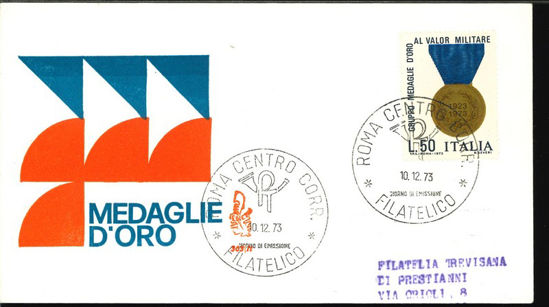 GRUPPO MEDAGLIE D'ORO
AL VALOR MILITARE
1923
1973
L.50 ITALIA
ROMA CENTRO CORR.
10.12.73
GIORNO DI EMISSIONE
* FILATELICO *
MEDAGLIE
D'ORO
ROMA CENTRO CORR.
10.12.73
GIORNO DI EMISSIONE
* FILATELICO *
FILATELIA TREVISANA
DI PRESTIANNI
VIA ORIOLI, 8